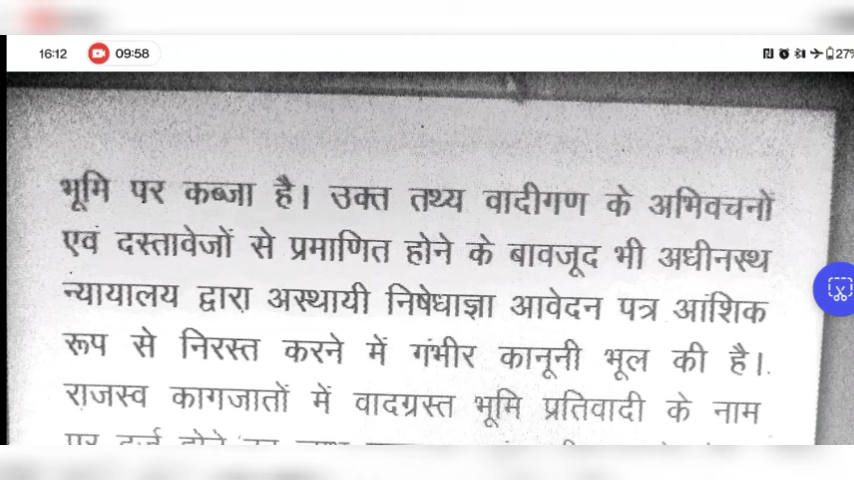 16:12 09:58 27%
भूमि पर कब्जा है। उक्त तथ्य वादीगण के अभिवचनों
एवं दस्तावेजों से प्रमाणित होने के बावजूद भी अधीनस्थ
न्यायालय द्वारा अस्थायी निषेधाज्ञा आवेदन पत्र आंशिक
रूप से निरस्त करने में गंभीर कानूनी भूल की है।
राजस्व कागजातों में वादग्रस्त भूमि प्रतिवादी के नाम